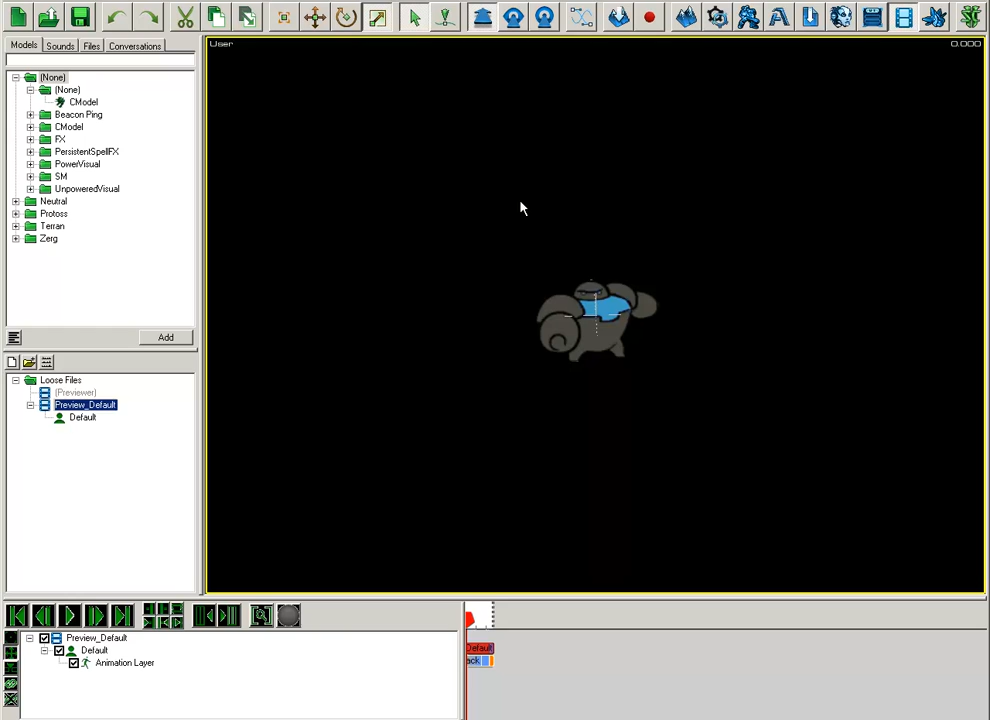 Models Sounds Files Conversations
User 0.000
(None)
(None)
CModel
Beacon Ping
CModel
FX
PersistentSpellFX
PowerVisual
SM
UnpoweredVisual
Neutral
Protoss
Terran
Zerg
Add
Loose Files
(Previewer)
Preview_Default
Default
Preview_Default
Default
Animation Layer
Default
ack